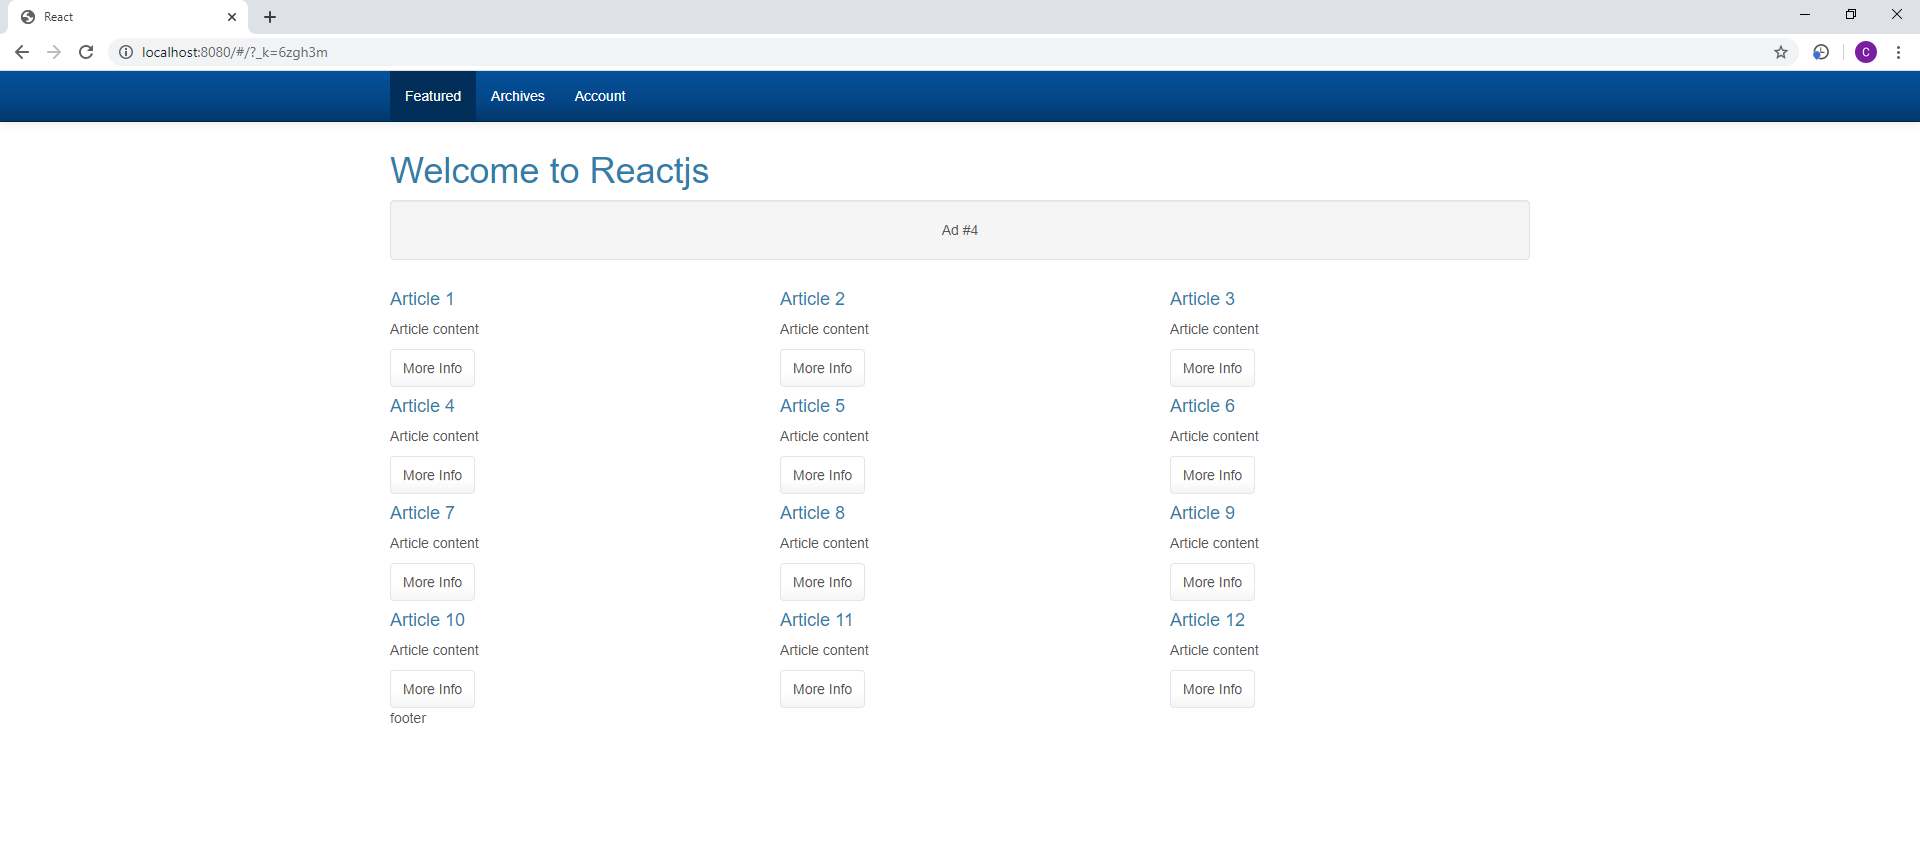 React
localhost:8080/#/?_k=6zgh3m
C
Featured Archives Account
Welcome to Reactjs
Ad #4
Article 1 Article 2 Article 3
Article content Article content Article content
More Info More Info More Info
Article 4 Article 5 Article 6
Article content Article content Article content
More Info More Info More Info
Article 7 Article 8 Article 9
Article content Article content Article content
More Info More Info More Info
Article 10 Article 11 Article 12
Article content Article content Article content
More Info More Info More Info
footer